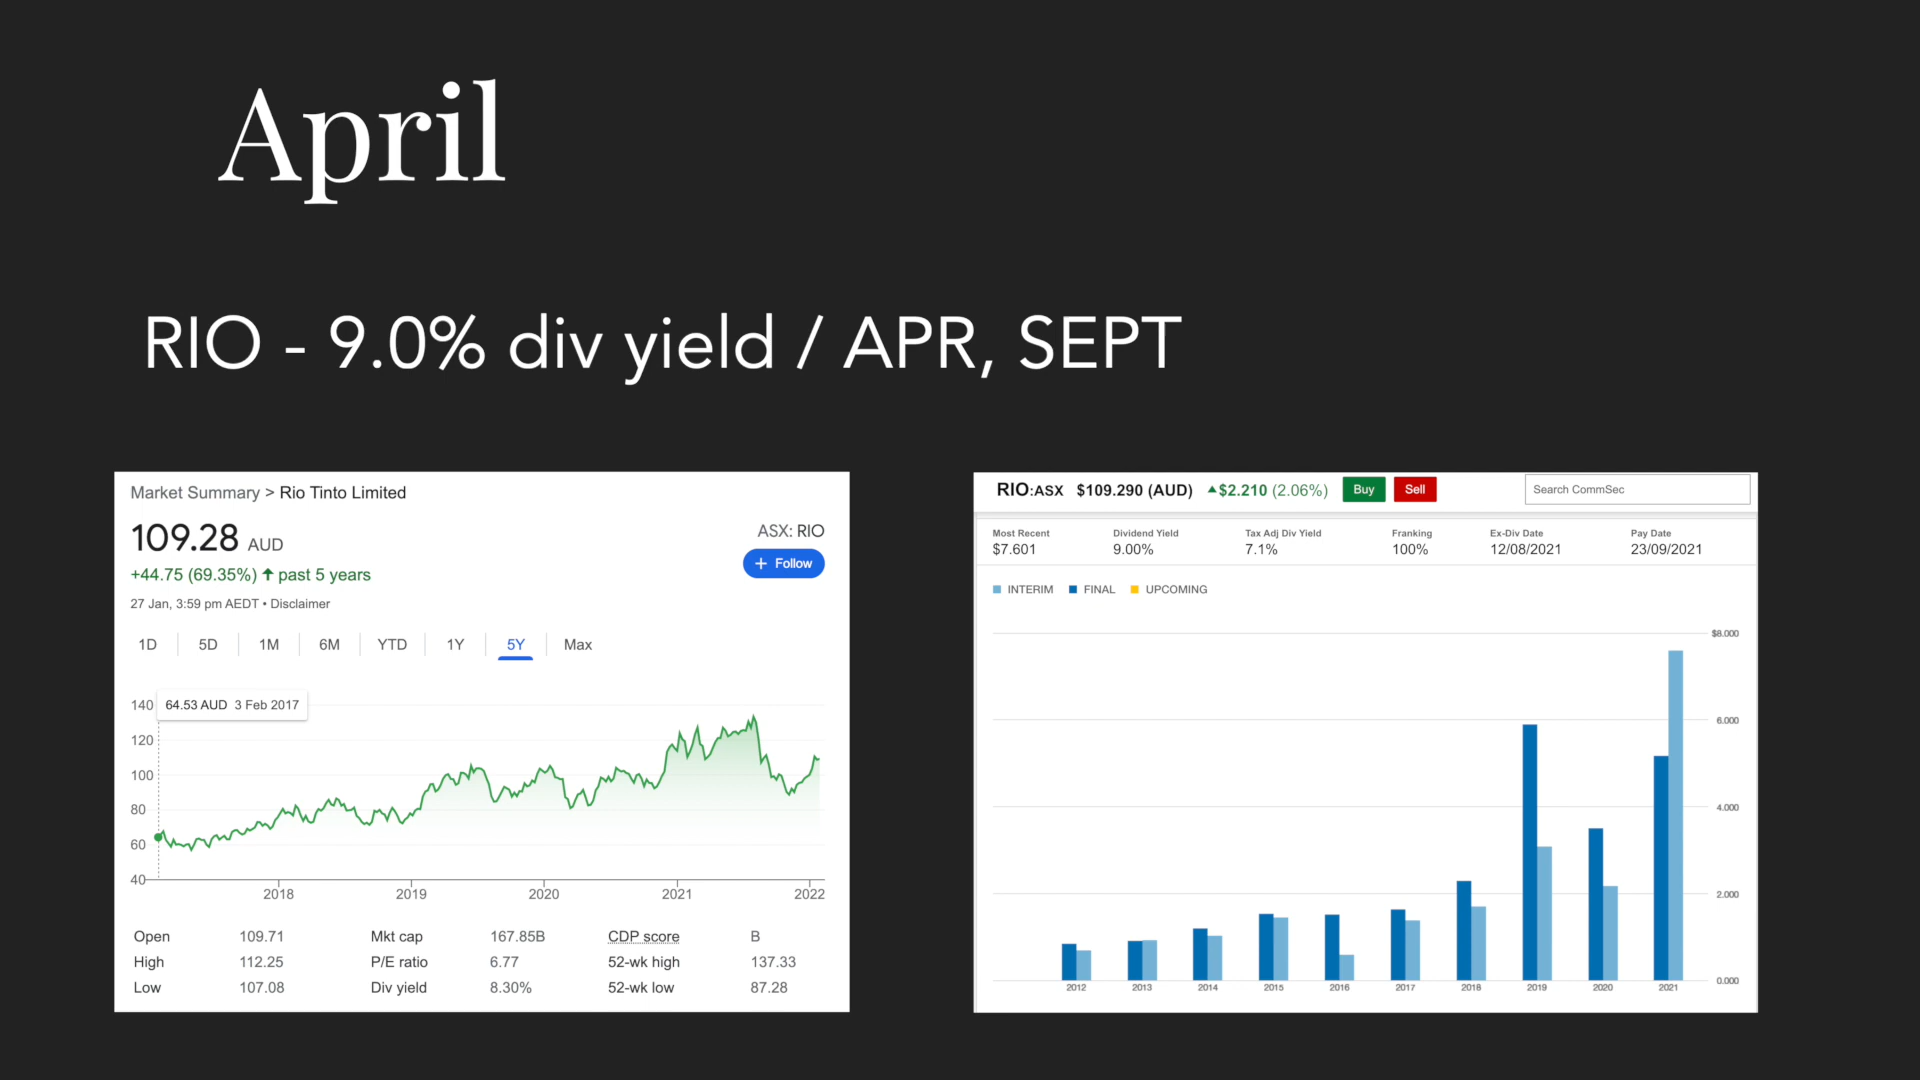 April
RIO - 9.0% div yield / APR, SEPT
Market Summary > Rio Tinto Limited
109.28 AUD
ASX: RIO
+ Follow
+44.75 (69.35%) ↑ past 5 years
27 Jan, 3:59 pm AEDT • Disclaimer
1D 5D 1M 6M YTD 1Y 5Y Max
64.53 AUD 3 Feb 2017
140
120
100
80
60
40
2018 2019 2020 2021 2022
Open 109.71 Mkt cap 167.85B CDP score B
High 112.25 P/E ratio 6.77 52-wk high 137.33
Low 107.08 Div yield 8.30% 52-wk low 87.28
RIO:ASX $109.290 (AUD) ▲$2.210 (2.06%) Buy Sell Search CommSec
Most Recent Dividend Yield Tax Adj Div Yield Franking Ex-Div Date Pay Date
$7.601 9.00% 7.1% 100% 12/08/2021 23/09/2021
INTERIM FINAL UPCOMING
$8.000
6.000
4.000
2.000
0.000
2012 2013 2014 2015 2016 2017 2018 2019 2020 2021